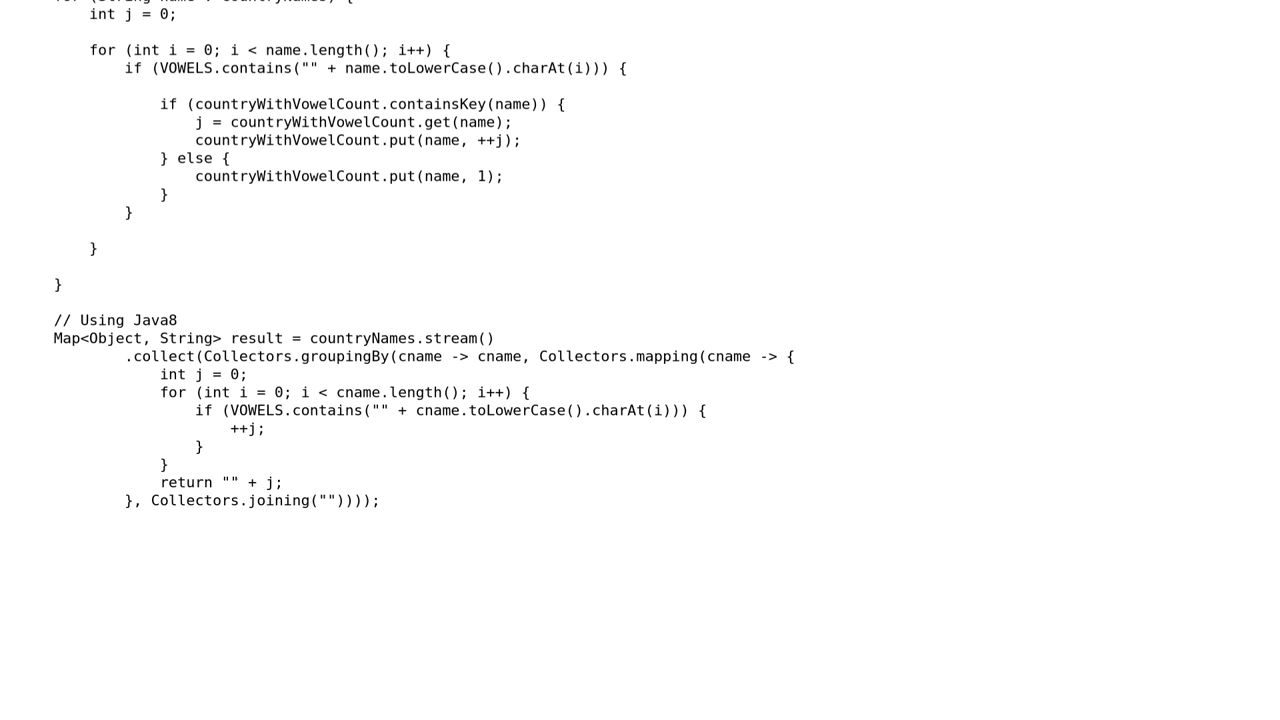 int j = 0;
for (int i = 0; i < name.length(); i++) {
if (VOWELS.contains("" + name.toLowerCase().charAt(i))) {
if (countryWithVowelCount.containsKey(name)) {
j = countryWithVowelCount.get(name);
countryWithVowelCount.put(name, ++j);
} else {
countryWithVowelCount.put(name, 1);
}
}
}
}
// Using Java8
Map<Object, String> result = countryNames.stream()
.collect(Collectors.groupingBy(cname -> cname, Collectors.mapping(cname -> {
int j = 0;
for (int i = 0; i < cname.length(); i++) {
if (VOWELS.contains("" + cname.toLowerCase().charAt(i))) {
++j;
}
}
return "" + j;
}, Collectors.joining(""))));